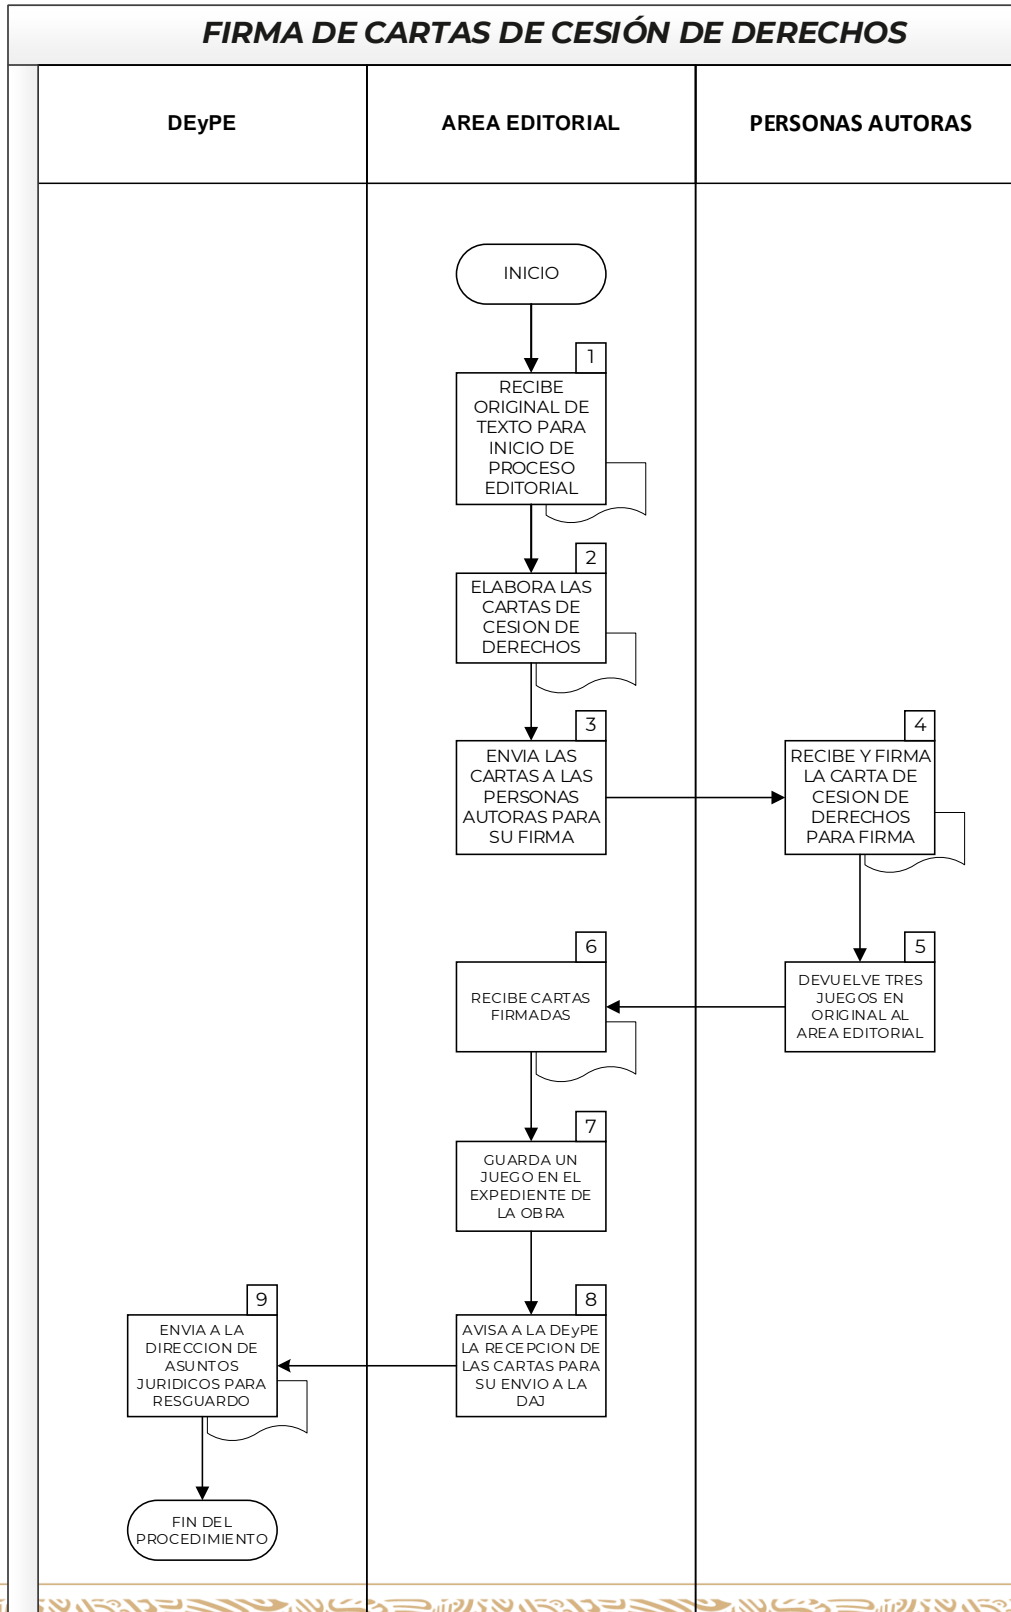 FIRMA DE CARTAS DE CESIÓN DE DERECHOS
DEyPE
AREA EDITORIAL
PERSONAS AUTORAS
INICIO
1
RECIBE
ORIGINAL DE
TEXTO PARA
INICIO DE
PROCESO
EDITORIAL
2
ELABORA LAS
CARTAS DE
CESION DE
DERECHOS
3
ENVIA LAS
CARTAS A LAS
PERSONAS
AUTORAS PARA
SU FIRMA
4
RECIBE Y FIRMA
LA CARTA DE
CESION DE
DERECHOS
PARA FIRMA
5
DEVUELVE TRES
JUEGOS EN
ORIGINAL AL
AREA EDITORIAL
6
RECIBE CARTAS
FIRMADAS
7
GUARDA UN
JUEGO EN EL
EXPEDIENTE DE
LA OBRA
8
AVISA A LA DEyPE
LA RECEPCION DE
LAS CARTAS PARA
SU ENVIO A LA
DAJ
9
ENVIA A LA
DIRECCION DE
ASUNTOS
JURIDICOS PARA
RESGUARDO
FIN DEL
PROCEDIMIENTO